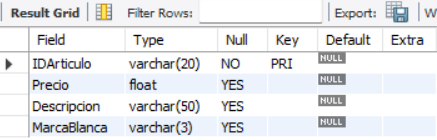 Result Grid Filter Rows: Export: W
Field Type Null Key Default Extra
IDArticulo varchar(20) NO PRI NULL
Precio float YES NULL
Descripcion varchar(50) YES NULL
MarcaBlanca varchar(3) YES NULL